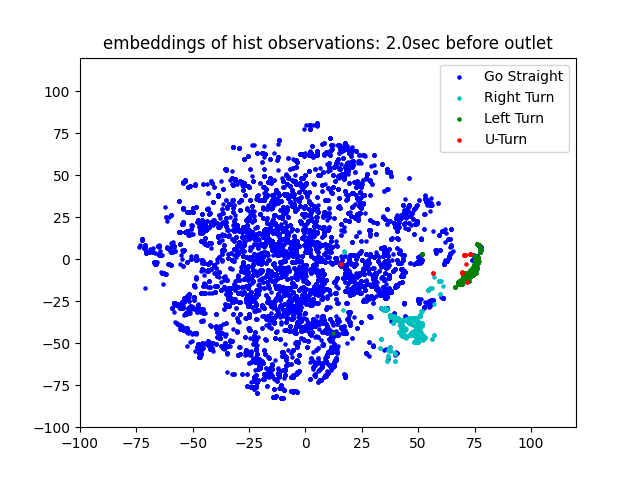 embeddings of hist observations: 2.0sec before outlet
Go Straight
Right Turn
Left Turn
U-Turn
100
75
50
25
0
−25
−50
−75
−100
−100 −75 −50 −25 0 25 50 75 100